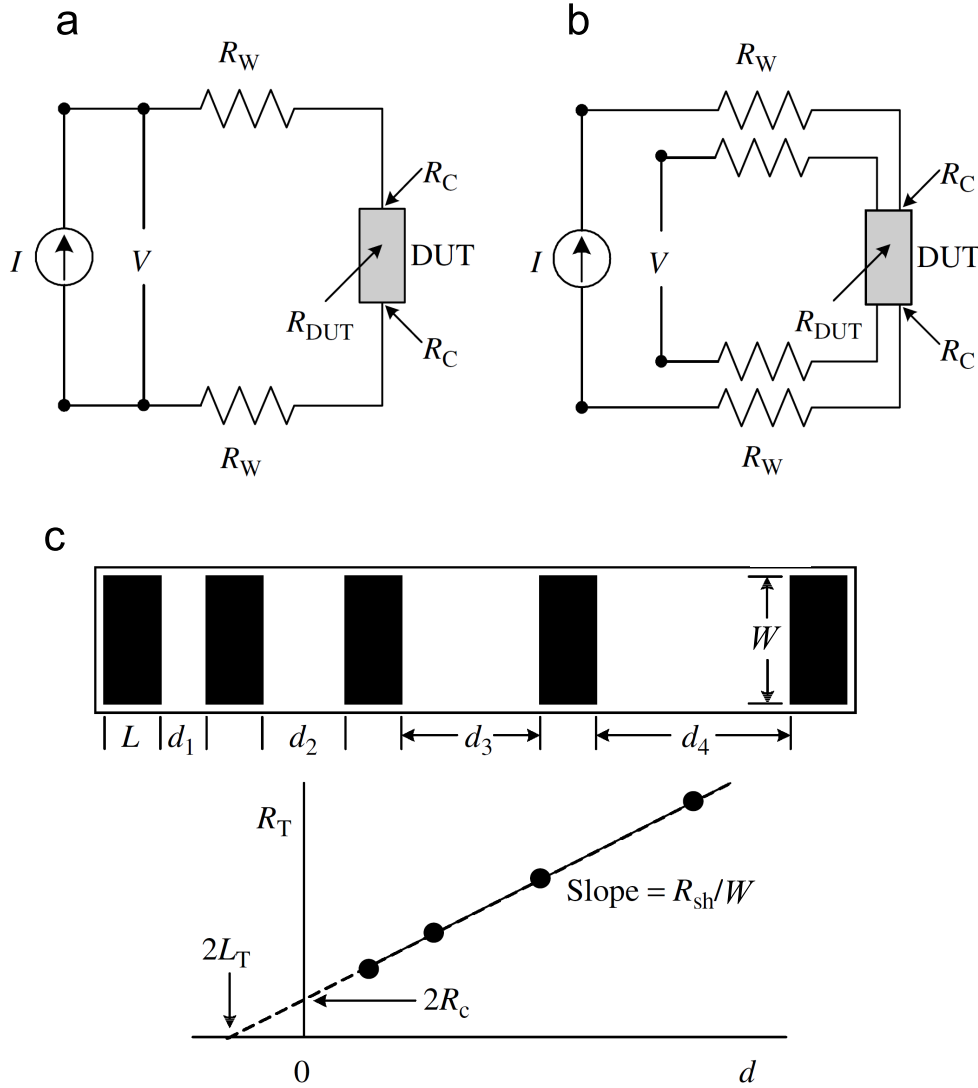 a
R_W
I
V
R_C
DUT
R_DUT
R_C
R_W
b
R_W
I
V
R_C
DUT
R_DUT
R_C
R_W
c
W
L d_1 d_2 d_3 d_4
R_T
Slope = R_sh/W
2L_T
2R_c
0 d